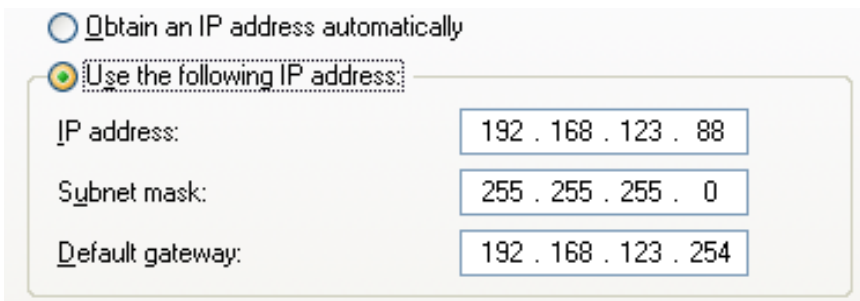 Obtain an IP address automatically
Use the following IP address:
IP address: 192 . 168 . 123 . 88
Subnet mask: 255 . 255 . 255 . 0
Default gateway: 192 . 168 . 123 . 254